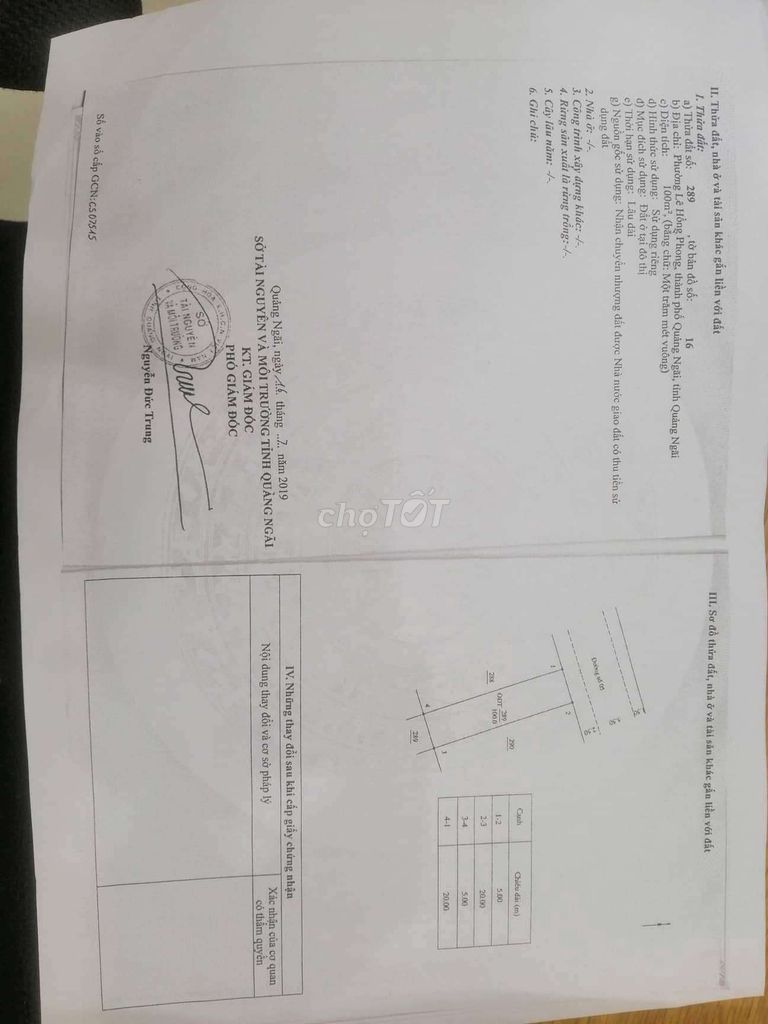 II. Thửa đất, nhà ở và tài sản khác gắn liền với đất
1. Thửa đất:
a) Thửa đất số: 289 , tờ bản đồ số: 16
b) Địa chỉ: Phường Lê Hồng Phong, thành phố Quảng Ngãi, tỉnh Quảng Ngãi
c) Diện tích: 100m². (bằng chữ: Một trăm mét vuông)
d) Hình thức sử dụng: Sử dụng riêng
đ) Mục đích sử dụng: Đất ở tại đô thị
e) Thời hạn sử dụng: Lâu dài
g) Nguồn gốc sử dụng: Nhận chuyển nhượng đất được Nhà nước giao đất có thu tiền sử
dụng đất
2. Nhà ở: -/-
3. Công trình xây dựng khác: -/-
4. Rừng sản xuất là rừng trồng:-/-.
5. Cây lâu năm: -/-.
6. Ghi chú:
Quảng Ngãi, ngày 16 tháng 7 năm 2019
SỞ TÀI NGUYÊN VÀ MÔI TRƯỜNG TỈNH QUẢNG NGÃI
KT. GIÁM ĐỐC
PHÓ GIÁM ĐỐC
SỞ
TÀI NGUYÊN
VÀ MÔI TRƯỜNG
Nguyễn Đức Trung
Số vào sổ cấp GCN: CS07515
III. Sơ đồ thửa đất, nhà ở và tài sản khác gắn liền với đất
Đường số 05
1
2
288
ODT 289
100.0
290
4
3
289
Cạnh Chiều dài (m)
1-2 5.00
2-3 20.00
3-4 5.00
4-1 20.00
IV. Những thay đổi sau khi cấp giấy chứng nhận
Nội dung thay đổi và cơ sở pháp lý
Xác nhận của cơ quan
có thẩm quyền
chợTỐT